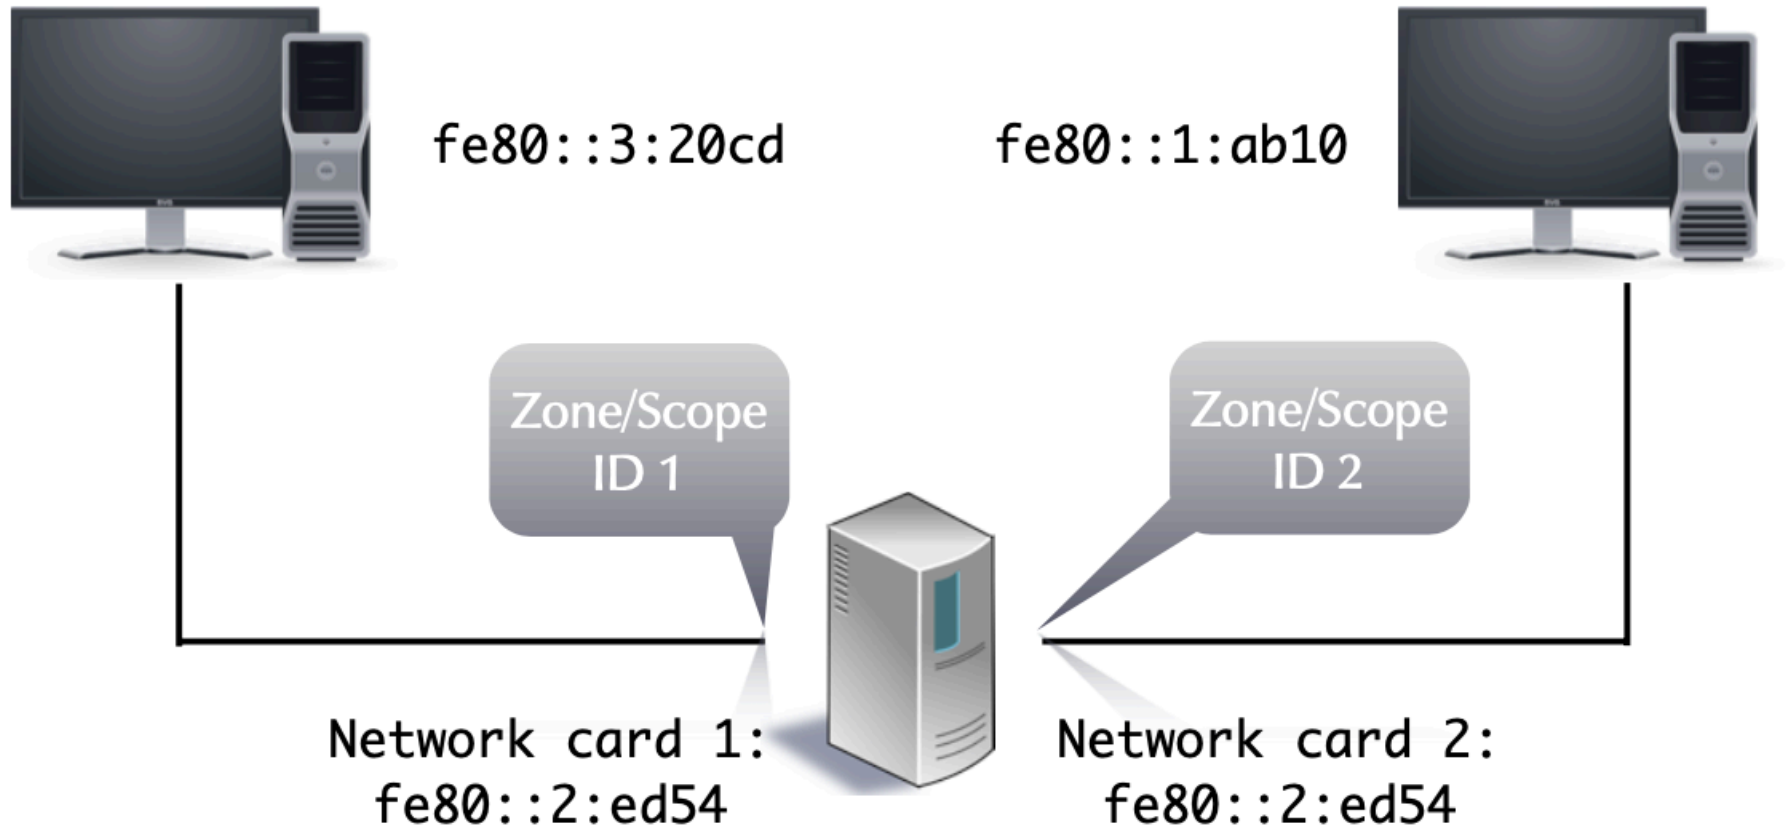 fe80::3:20cd
fe80::1:ab10
Zone/Scope
ID 1
Zone/Scope
ID 2
Network card 1:
fe80::2:ed54
Network card 2:
fe80::2:ed54